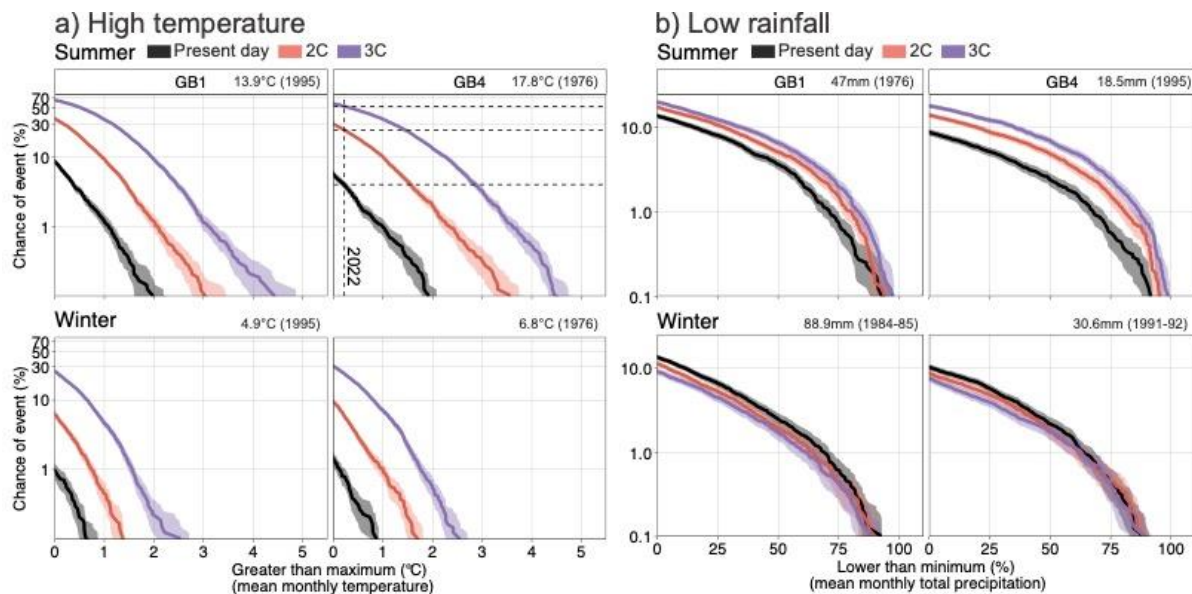 a) High temperature
Summer Present day 2C 3C
GB1 13.9°C (1995)
GB4 17.8°C (1976)
70
50
30
10
1
Chance of event (%)
2022
Winter
4.9°C (1995)
6.8°C (1976)
70
50
30
10
1
Chance of event (%)
0 1 2 3 4 5
0 1 2 3 4 5
Greater than maximum (°C)
(mean monthly temperature)
b) Low rainfall
Summer Present day 2C 3C
GB1 47mm (1976)
GB4 18.5mm (1995)
10.0
1.0
0.1
Winter
88.9mm (1984-85)
30.6mm (1991-92)
10.0
1.0
0.1
0 25 50 75 100
0 25 50 75 100
Lower than minimum (%)
(mean monthly total precipitation)